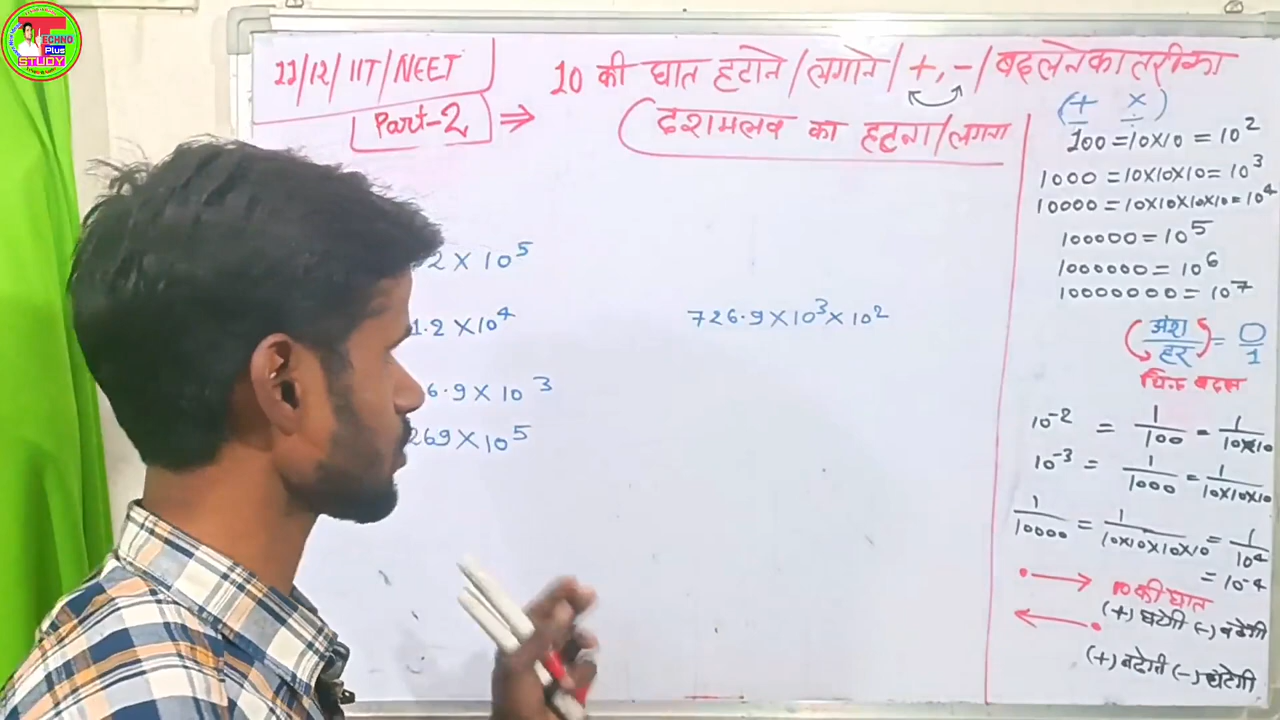 TECHNO
Plus
STUDY
11/12/IIT/NEET
10 की घात हटाने/लगाने/+,-/बदलने का तरीका
Part-2 ⇒
दशमलव का हटना/लगना
(+ ×)
100=10×10 = 10²
1000 =10×10×10= 10³
10000 =10×10×10×10=10⁴
100000=10⁵
1000000 = 10⁶
10000000 = 10⁷
2×10⁵
1.2×10⁴
726.9×10³×10²
6.9×10³
269×10⁵
(अंश/हर) = 0/1
चिन्ह बदल
10⁻² = 1/100 = 1/10×10
10⁻³ = 1/1000 = 1/10×10×10
1/10000 = 1/10×10×10×10 = 1/10⁴
= 10⁻⁴
→ 10 की घात
(+) घटेगी (-) बढ़ेगी
←
(+) बढेगी (-) घटेगी